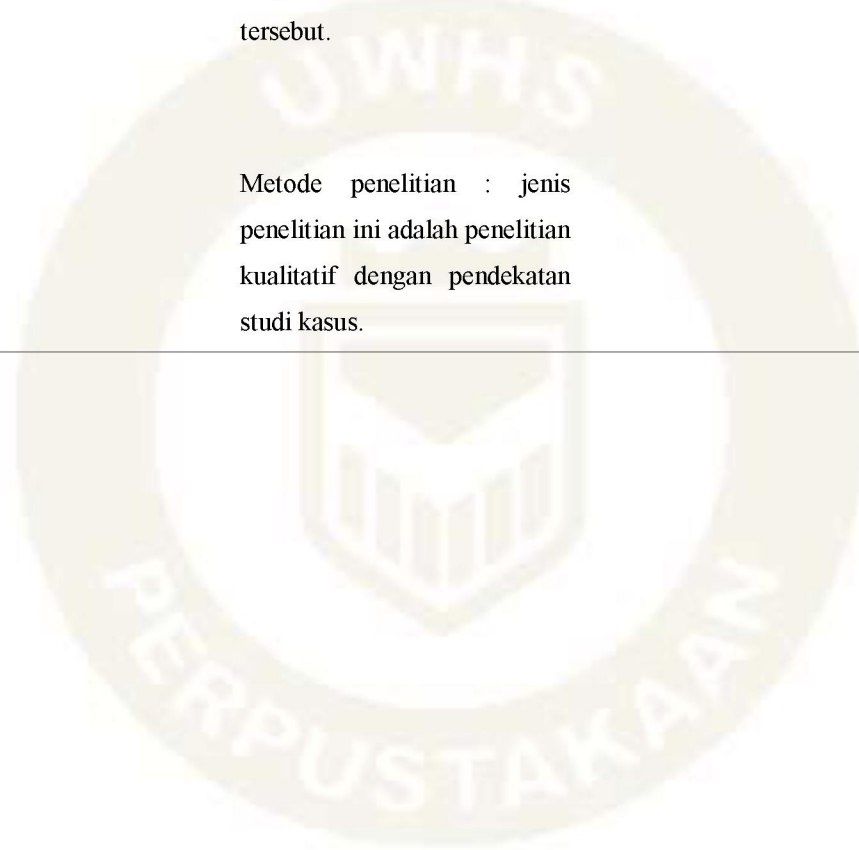 tersebut.
UWHS
Metode penelitian : jenis
penelitian ini adalah penelitian
kualitatif dengan pendekatan
studi kasus.
PERPUSTAKAAN